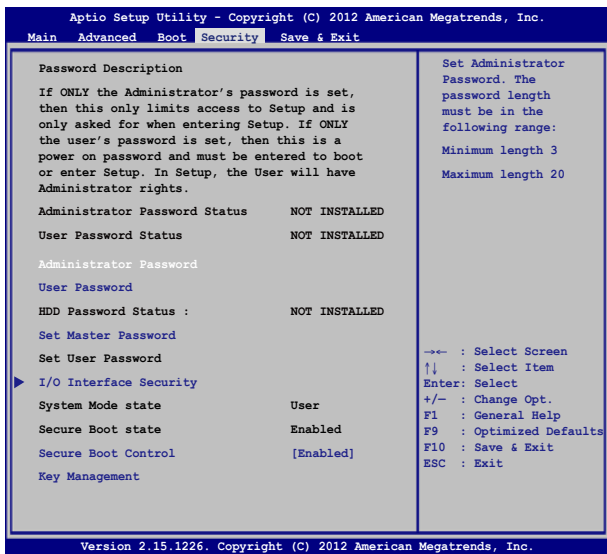 Aptio Setup Utility - Copyright (C) 2012 American Megatrends, Inc.
Main Advanced Boot Security Save & Exit
Password Description
If ONLY the Administrator's password is set,
then this only limits access to Setup and is
only asked for when entering Setup. If ONLY
the user's password is set, then this is a
power on password and must be entered to boot
or enter Setup. In Setup, the User will have
Administrator rights.
Administrator Password Status NOT INSTALLED
User Password Status NOT INSTALLED
Administrator Password
User Password
HDD Password Status : NOT INSTALLED
Set Master Password
Set User Password
I/O Interface Security
System Mode state User
Secure Boot state Enabled
Secure Boot Control [Enabled]
Key Management
Set Administrator
Password. The
password length
must be in the
following range:
Minimum length 3
Maximum length 20
→← : Select Screen
↑↓ : Select Item
Enter: Select
+/— : Change Opt.
F1 : General Help
F9 : Optimized Defaults
F10 : Save & Exit
ESC : Exit
Version 2.15.1226. Copyright (C) 2012 American Megatrends, Inc.